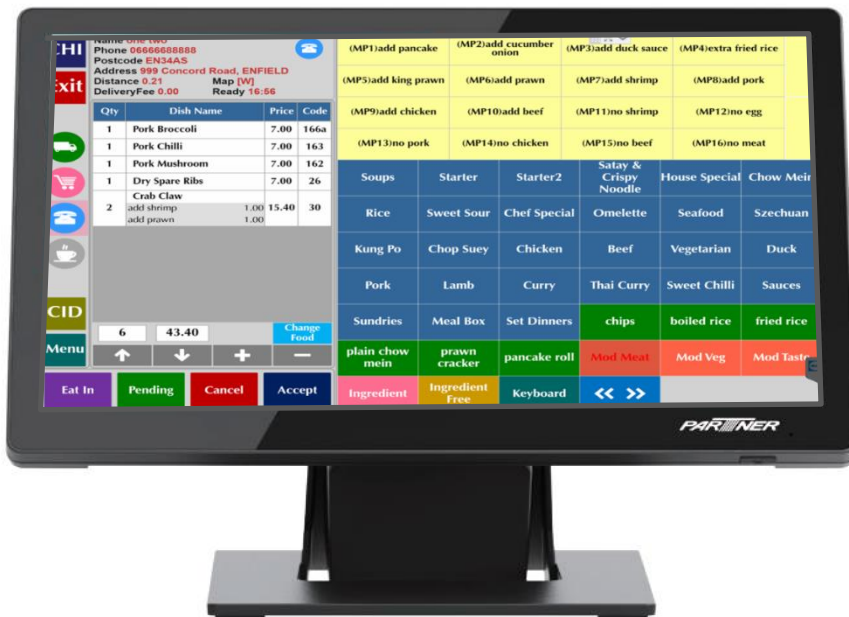 CHI
Name one two
Phone 06666688888
Postcode EN34AS
Address 999 Concord Road, ENFIELD
Distance 0.21 Map [W]
DeliveryFee 0.00 Ready 16:56
Exit
Qty Dish Name Price Code
1 Pork Broccoli 7.00 166a
1 Pork Chilli 7.00 163
1 Pork Mushroom 7.00 162
1 Dry Spare Ribs 7.00 26
2 Crab Claw 15.40 30
add shrimp 1.00
add prawn 1.00
CID
Menu
6 43.40 Change Food
Eat In Pending Cancel Accept
(MP1)add pancake (MP2)add cucumber onion (MP3)add duck sauce (MP4)extra fried rice
(MP5)add king prawn (MP6)add prawn (MP7)add shrimp (MP8)add pork
(MP9)add chicken (MP10)add beef (MP11)no shrimp (MP12)no egg
(MP13)no pork (MP14)no chicken (MP15)no beef (MP16)no meat
Soups Starter Starter2 Satay & Crispy Noodle House Special Chow Mein
Rice Sweet Sour Chef Special Omelette Seafood Szechuan
Kung Po Chop Suey Chicken Beef Vegetarian Duck
Pork Lamb Curry Thai Curry Sweet Chilli Sauces
Sundries Meal Box Set Dinners chips boiled rice fried rice
plain chow mein prawn cracker pancake roll Mod Meat Mod Veg Mod Taste
Ingredient Ingredient Free Keyboard << >>
PARTNER